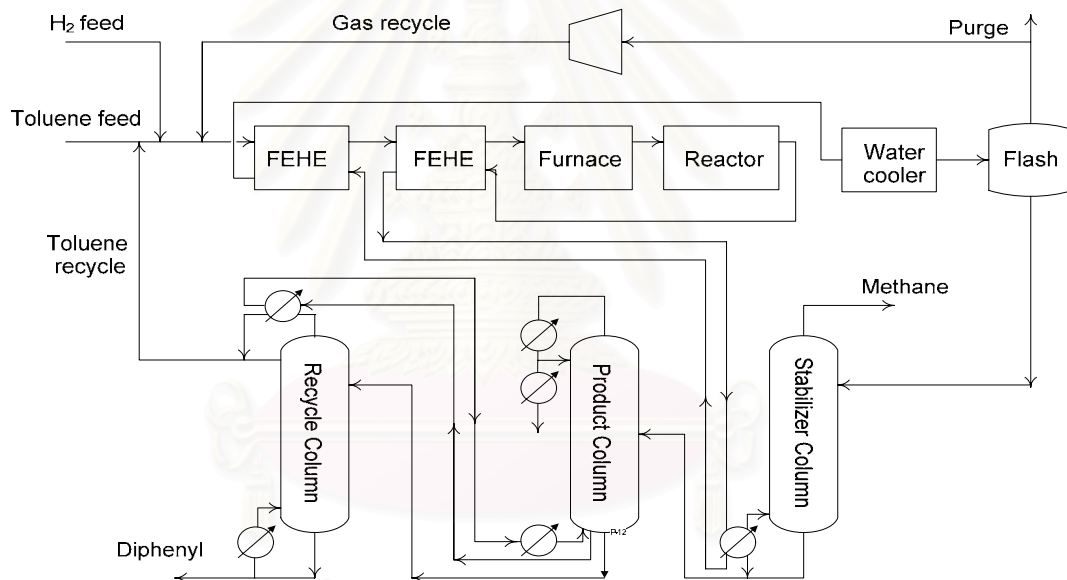 H₂ feed
Gas recycle
Purge
Toluene feed
FEHE
FEHE
Furnace
Reactor
Water
cooler
Flash
Toluene
recycle
Methane
Recycle Column
Product Column
Stabilizer Column
P-12
Diphenyl